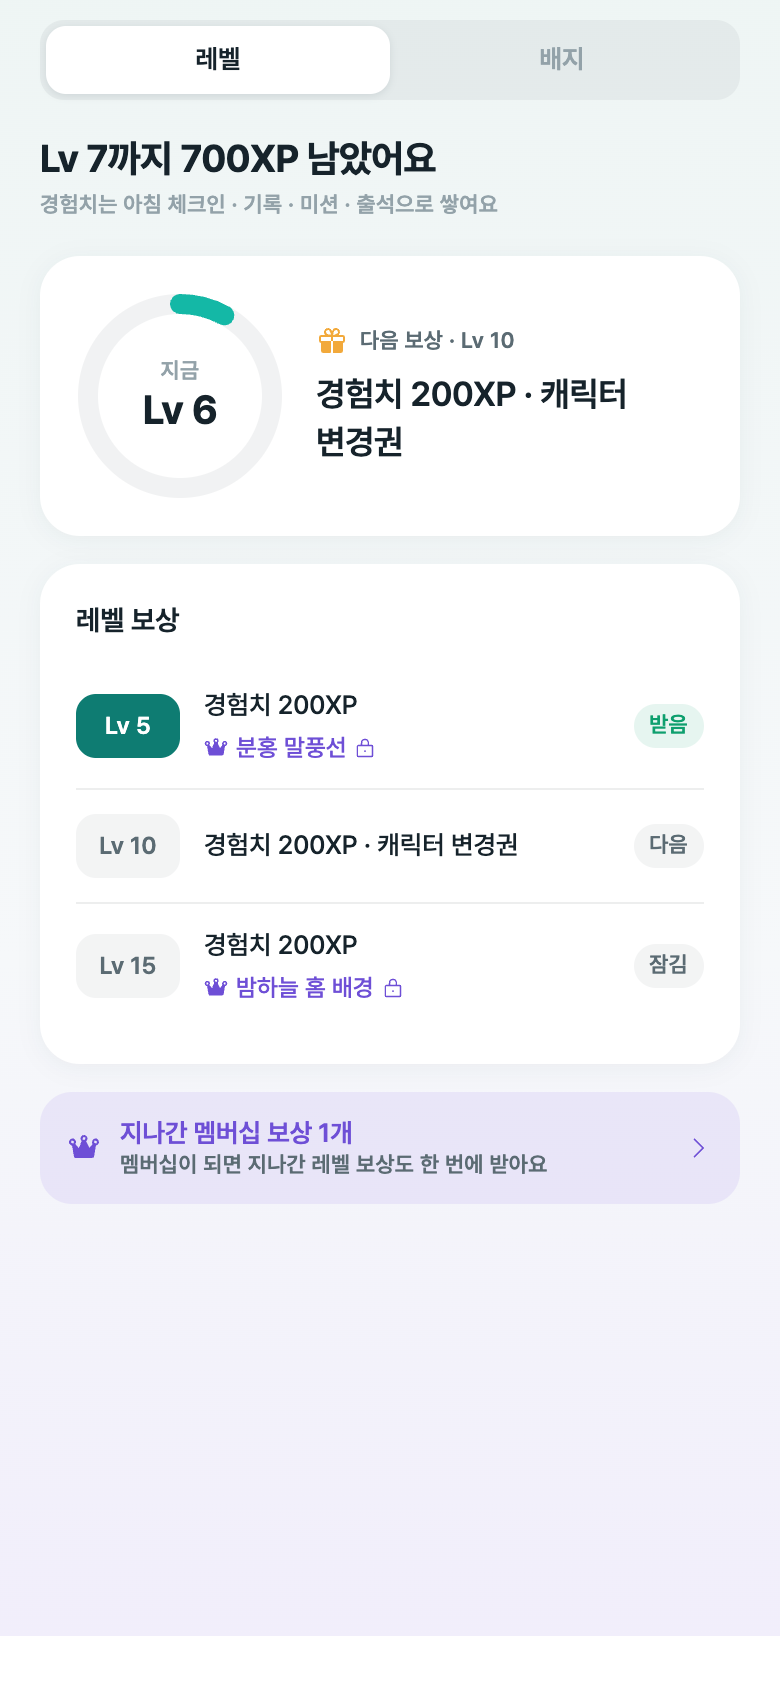 레벨
배지
Lv 7까지 700XP 남았어요
경험치는 아침 체크인 · 기록 · 미션 · 출석으로 쌓여요
지금
Lv 6
다음 보상 · Lv 10
경험치 200XP · 캐릭터
변경권
레벨 보상
Lv 5
경험치 200XP
분홍 말풍선
받음
Lv 10
경험치 200XP · 캐릭터 변경권
다음
Lv 15
경험치 200XP
밤하늘 홈 배경
잠김
지나간 멤버십 보상 1개
멤버십이 되면 지나간 레벨 보상도 한 번에 받아요